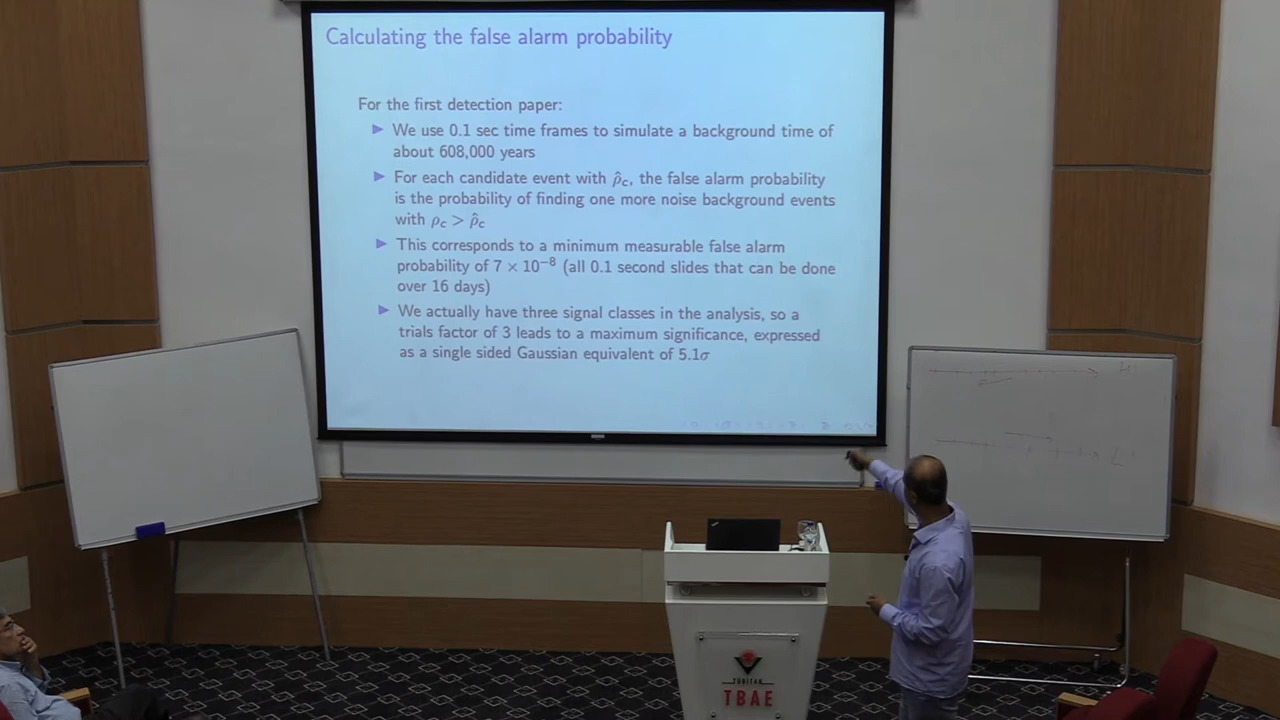 Calculating the false alarm probability
For the first detection paper:
We use 0.1 sec time frames to simulate a background time of
about 608,000 years
For each candidate event with ρ̂c, the false alarm probability
is the probability of finding one more noise background events
with ρc > ρ̂c
This corresponds to a minimum measurable false alarm
probability of 7 × 10⁻⁸ (all 0.1 second slides that can be done
over 16 days)
We actually have three signal classes in the analysis, so a
trials factor of 3 leads to a maximum significance, expressed
as a single sided Gaussian equivalent of 5.1σ
TÜBİTAK
TBAE